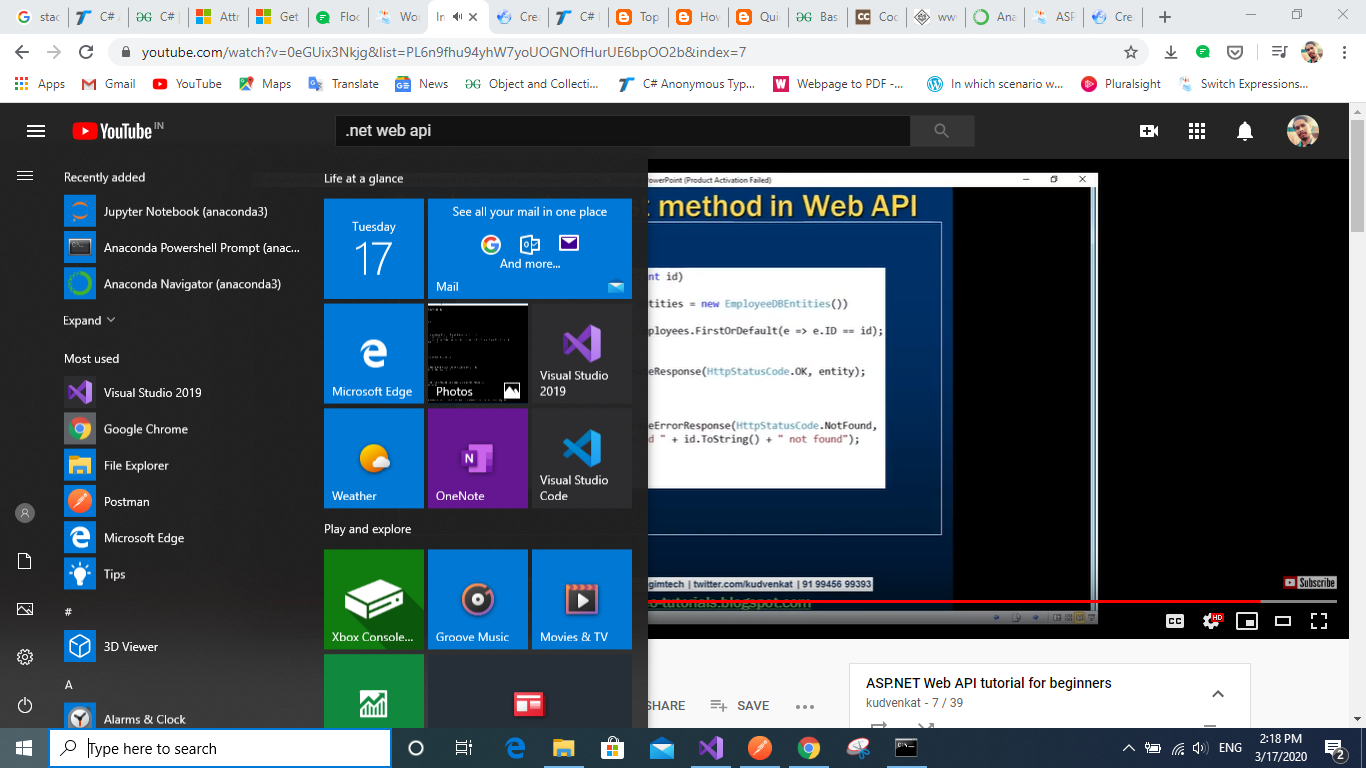 stac
C# A
C# |
Attr
Get
Floc
Wo
In
Crea
C# I
Top
How
Quic
Bas
Coc
ww
Ana
ASP
Cre
youtube.com/watch?v=0eGUix3Nkjg&list=PL6n9fhu94yhW7yoUOGNOfHurUE6bpOO2b&index=7
Apps
Gmail
YouTube
Maps
Translate
News
Object and Collecti...
C# Anonymous Typ...
Webpage to PDF -...
In which scenario w...
Pluralsight
Switch Expressions...
YouTube IN
.net web api
Recently added
Jupyter Notebook (anaconda3)
Anaconda Powershell Prompt (anac...
Anaconda Navigator (anaconda3)
Expand
Most used
Visual Studio 2019
Google Chrome
File Explorer
Postman
Microsoft Edge
Tips
#
3D Viewer
A
Alarms & Clock
Life at a glance
Tuesday
17
See all your mail in one place
And more...
Mail
Microsoft Edge
Photos
Visual Studio
2019
Weather
OneNote
Visual Studio
Code
Play and explore
Xbox Console...
Groove Music
Movies & TV
PowerPoint (Product Activation Failed)
t method in Web API
nt id)
tities = new EmployeeDBEntities())
ployees.FirstOrDefault(e => e.ID == id);
eResponse(HttpStatusCode.OK, entity);
eErrorResponse(HttpStatusCode.NotFound,
d " + id.ToString() + " not found");
gimtech | twitter.com/kudvenkat | 91 99456 99393
o-tutorials.blogspot.com
Subscribe
CC
HD
SHARE
SAVE
ASP.NET Web API tutorial for beginners
kudvenkat - 7 / 39
Type here to search
ENG
2:18 PM
3/17/2020
2